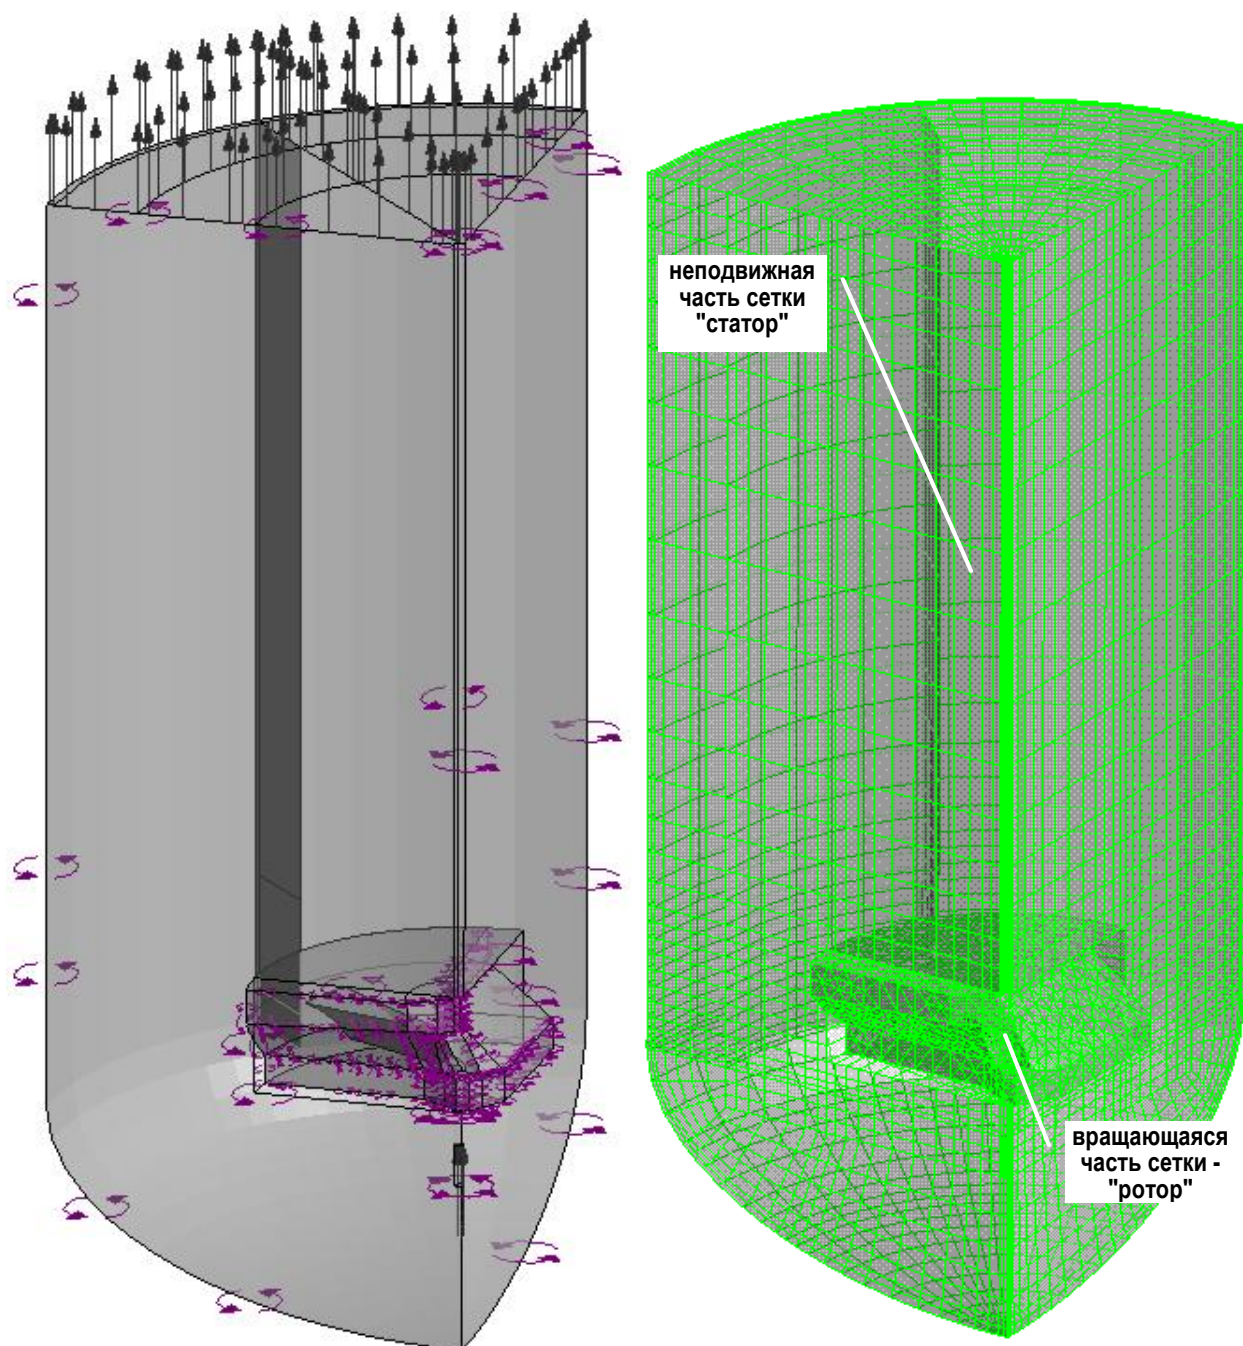 неподвижная
часть сетки
"статор"
вращающаяся
часть сетки -
"ротор"